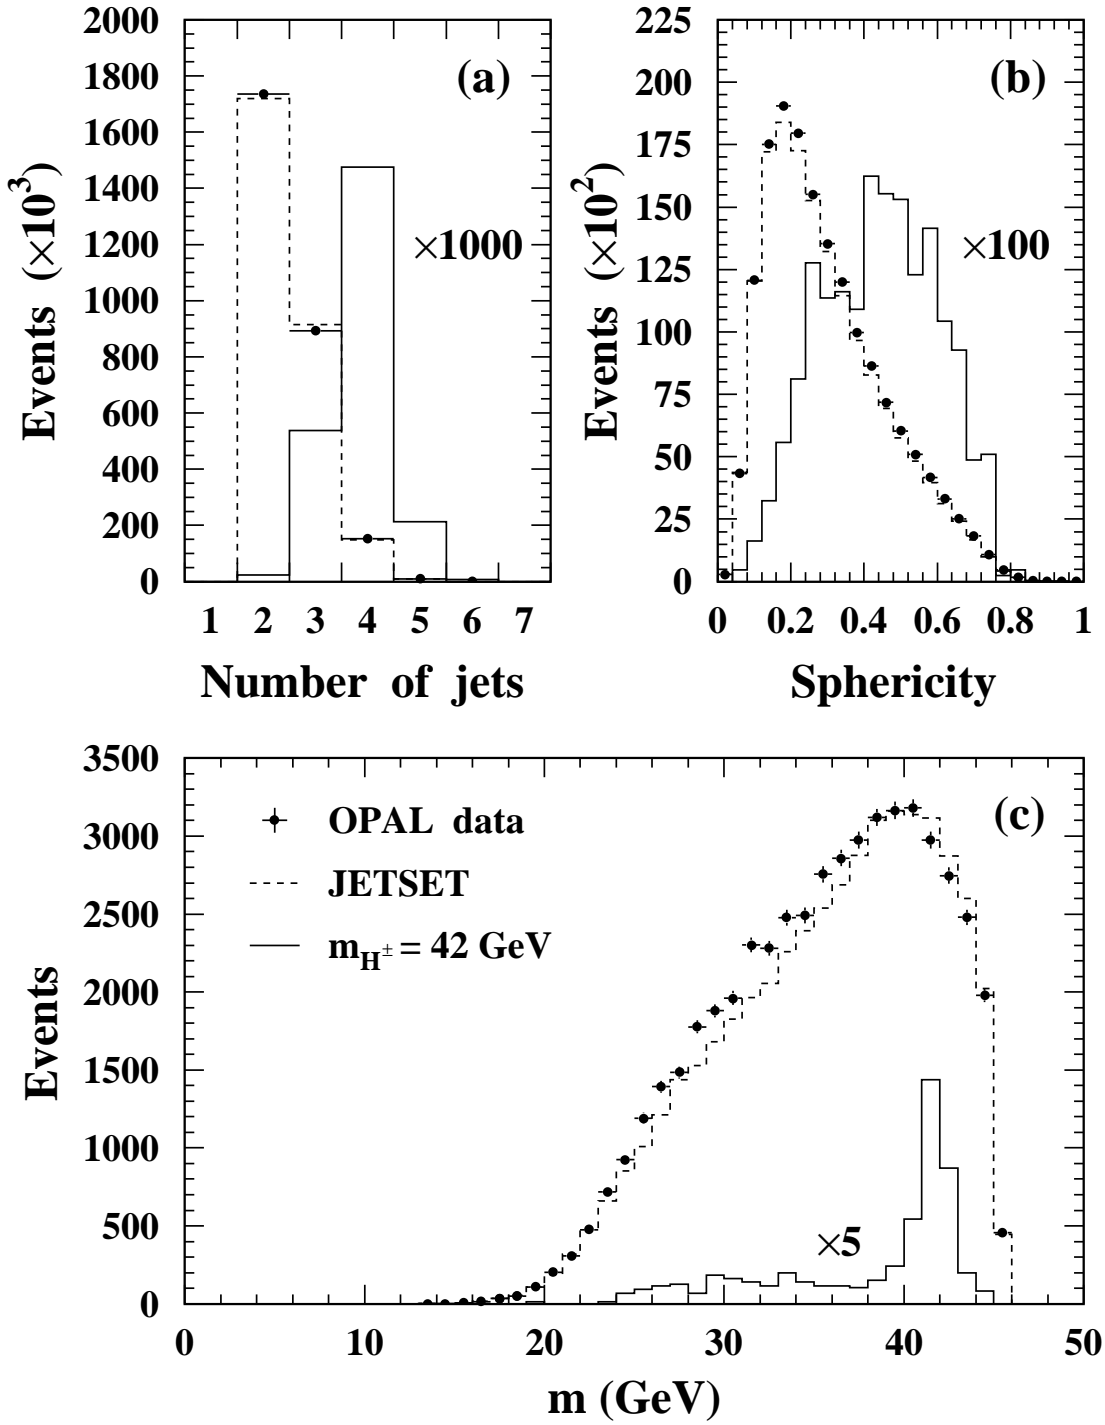 2000
1800
1600
1400
1200
1000
800
600
400
200
0
Events (×10³)
(a)
×1000
1 2 3 4 5 6 7
Number of jets
225
200
175
150
125
100
75
50
25
0
Events (×10²)
(b)
×100
0 0.2 0.4 0.6 0.8 1
Sphericity
3500
3000
2500
2000
1500
1000
500
0
Events
(c)
OPAL data
JETSET
m_H± = 42 GeV
×5
0 10 20 30 40 50
m (GeV)